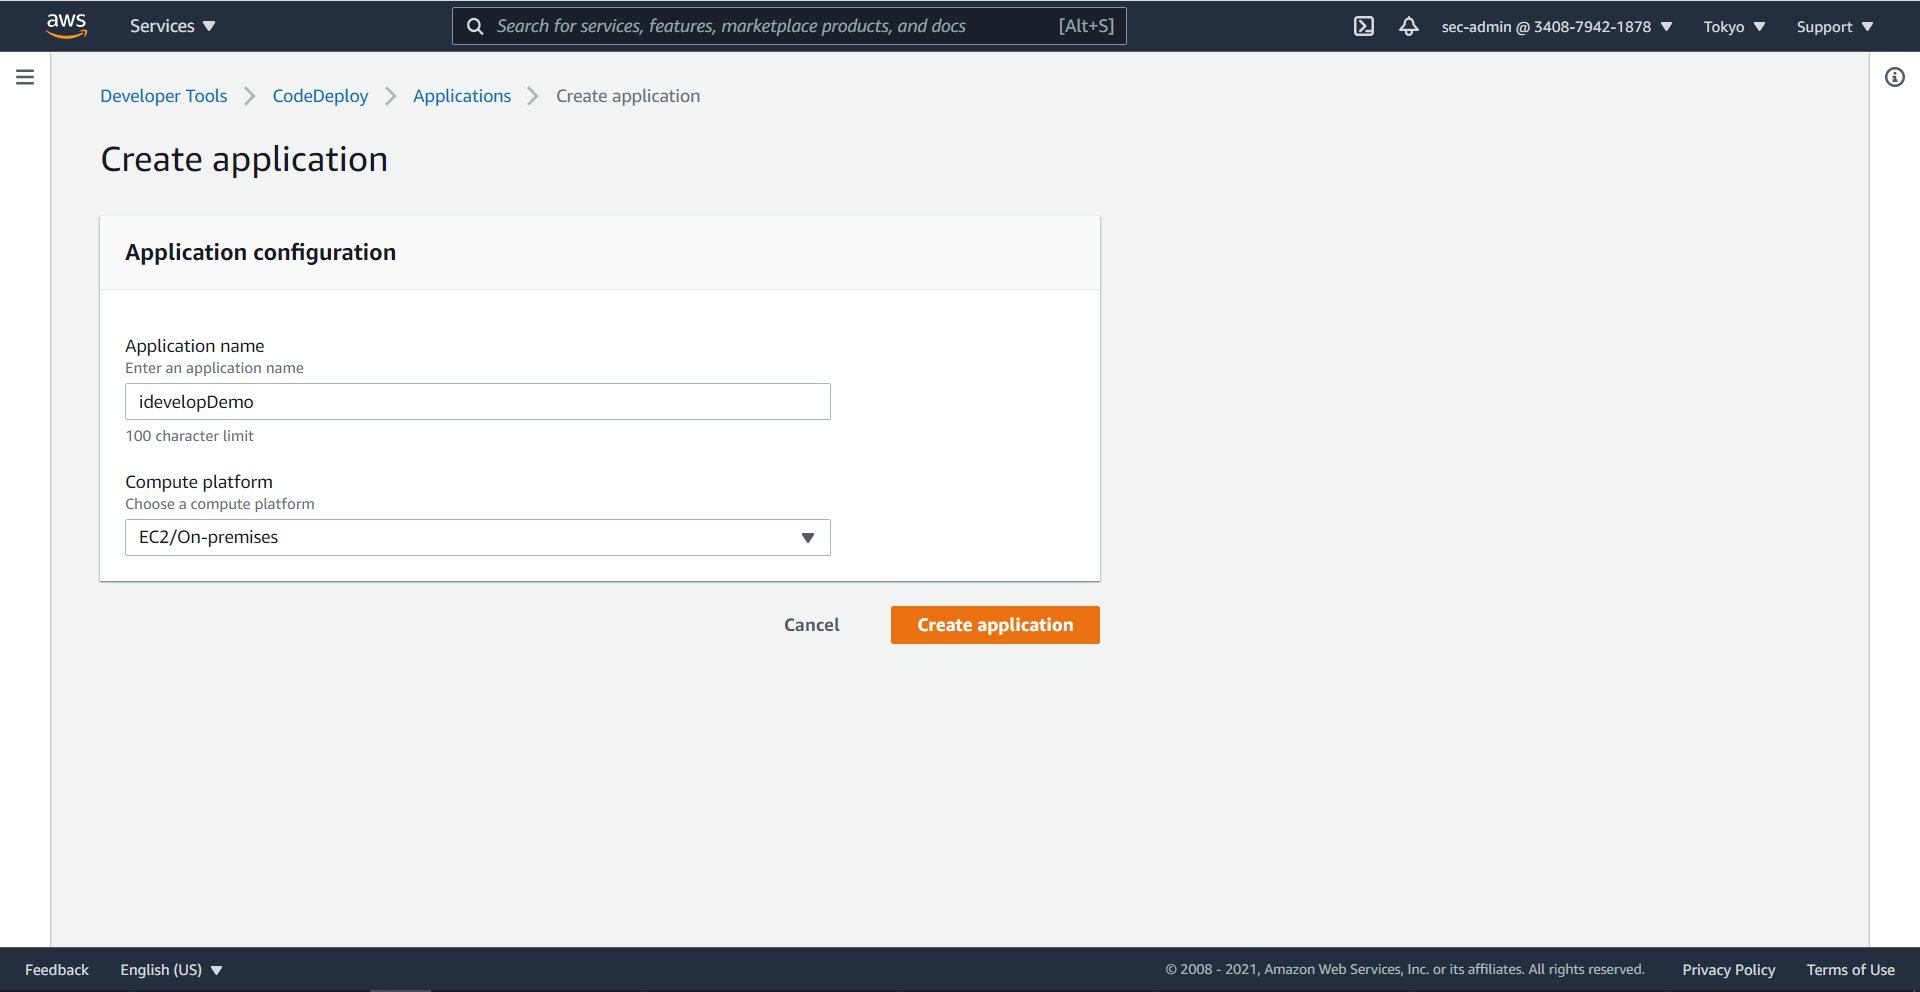 aws Services Search for services, features, marketplace products, and docs [Alt+S] sec-admin @ 3408-7942-1878 Tokyo Support
Developer Tools CodeDeploy Applications Create application
Create application
Application configuration
Application name
Enter an application name
idevelopDemo
100 character limit
Compute platform
Choose a compute platform
EC2/On-premises
Cancel Create application
Feedback English (US) © 2008 - 2021, Amazon Web Services, Inc. or its affiliates. All rights reserved. Privacy Policy Terms of Use